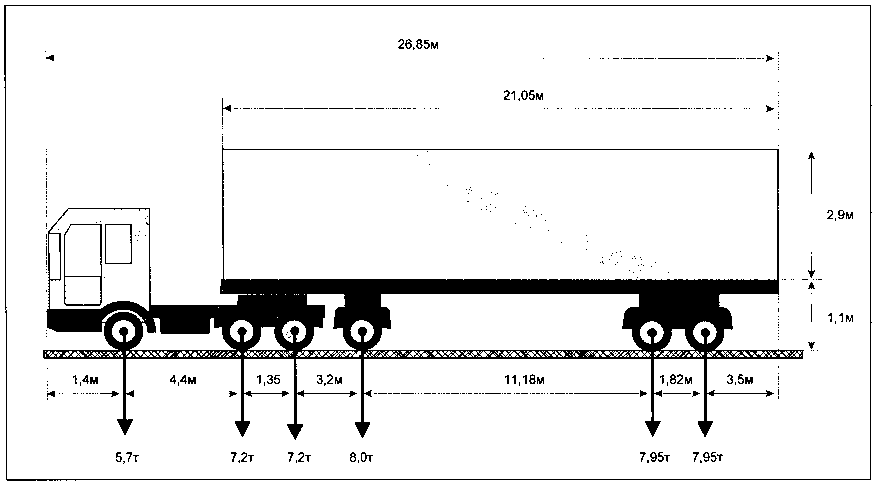 26,85м
21,05м
2,9м
1,1м
1,4м 4,4м 1,35 3,2м 11,18м 1,82м 3,5м
5,7т 7,2т 7,2т 8,0т 7,95т 7,95т